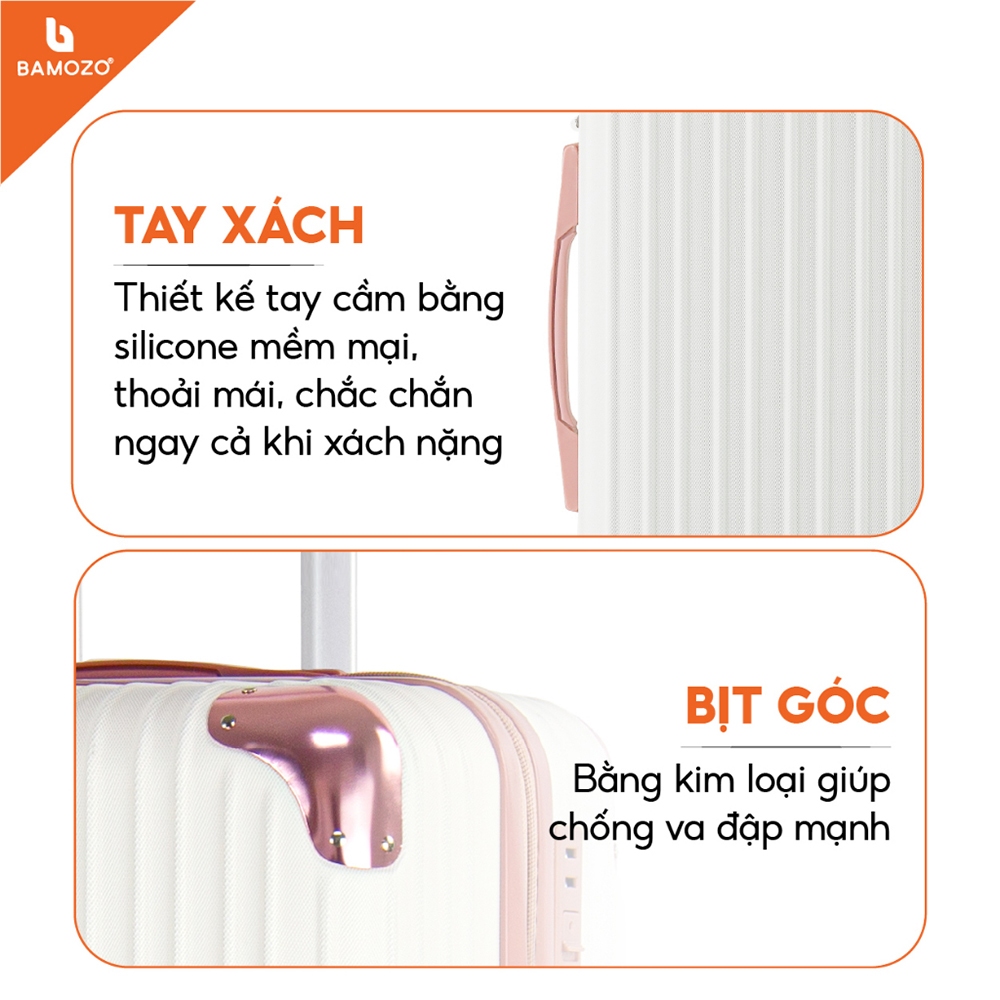 BAMOZO®
TAY XÁCH
Thiết kế tay cầm bằng
silicone mềm mại,
thoải mái, chắc chắn
ngay cả khi xách nặng
BỊT GÓC
Bằng kim loại giúp
chống va đập mạnh